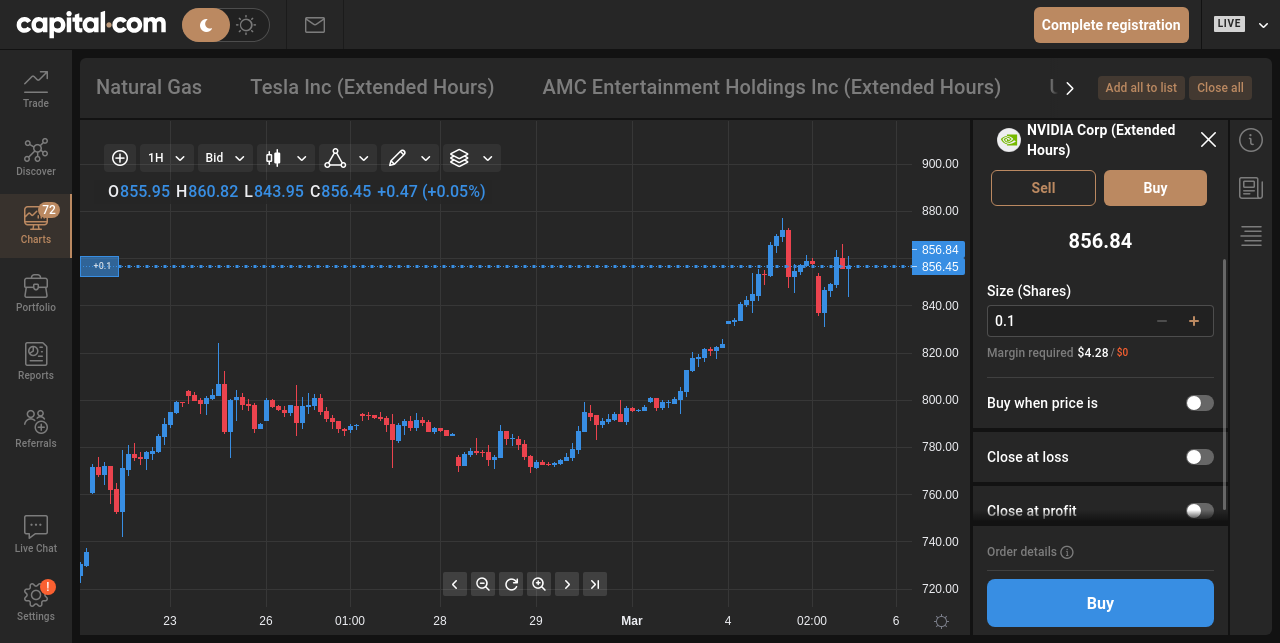 capital.com
Complete registration
LIVE
Trade
Discover
72
Charts
Portfolio
Reports
Referrals
Live Chat
!
Settings
Natural Gas
Tesla Inc (Extended Hours)
AMC Entertainment Holdings Inc (Extended Hours)
Add all to list
Close all
1H
Bid
O855.95 H860.82 L843.95 C856.45 +0.47 (+0.05%)
+0.1
900.00
880.00
856.84
856.45
840.00
820.00
800.00
780.00
760.00
740.00
720.00
23
26
01:00
28
29
Mar
4
02:00
6
NVIDIA Corp (Extended
Hours)
Sell
Buy
856.84
Size (Shares)
0.1
Margin required $4.28 / $0
Buy when price is
Close at loss
Close at profit
Order details
Buy